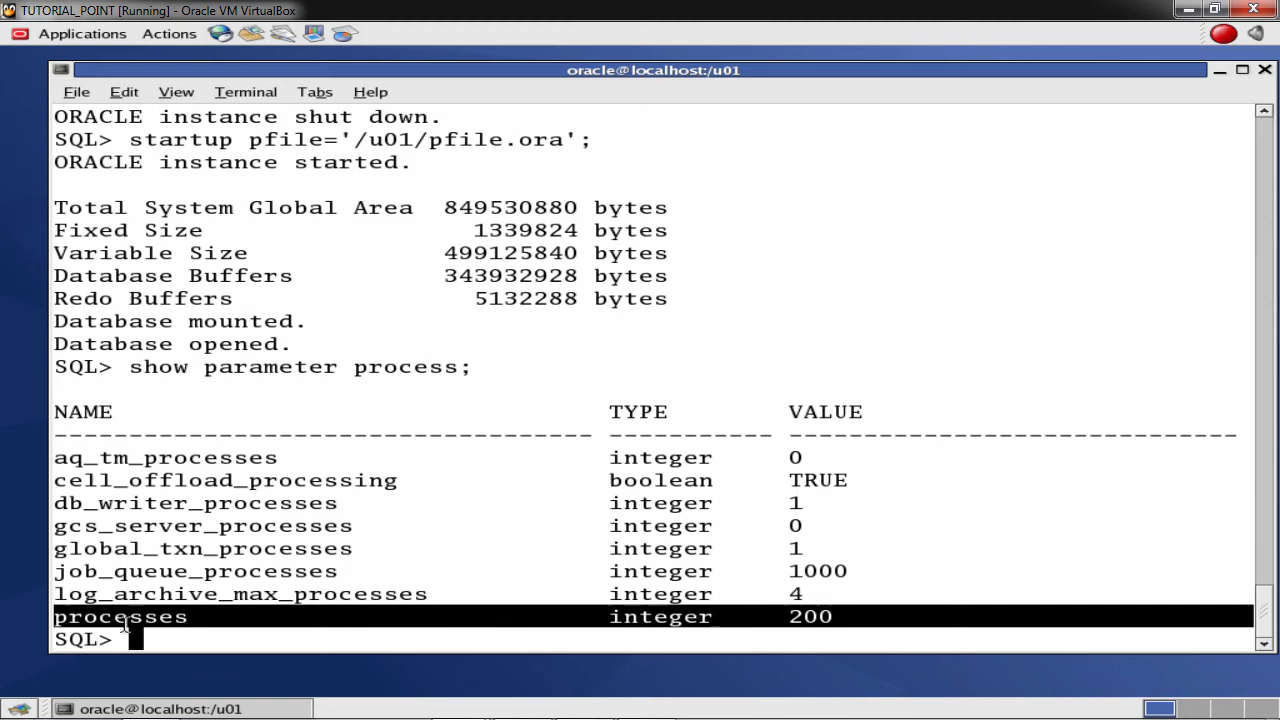 TUTORIAL_POINT [Running] - Oracle VM VirtualBox
Applications Actions
oracle@localhost:/u01
File Edit View Terminal Tabs Help
ORACLE instance shut down.
SQL> startup pfile='/u01/pfile.ora';
ORACLE instance started.
Total System Global Area 849530880 bytes
Fixed Size 1339824 bytes
Variable Size 499125840 bytes
Database Buffers 343932928 bytes
Redo Buffers 5132288 bytes
Database mounted.
Database opened.
SQL> show parameter process;
NAME TYPE VALUE
------------------------------------ ----------- ------------------------------
aq_tm_processes integer 0
cell_offload_processing boolean TRUE
db_writer_processes integer 1
gcs_server_processes integer 0
global_txn_processes integer 1
job_queue_processes integer 1000
log_archive_max_processes integer 4
processes integer 200
SQL>
oracle@localhost:/u01